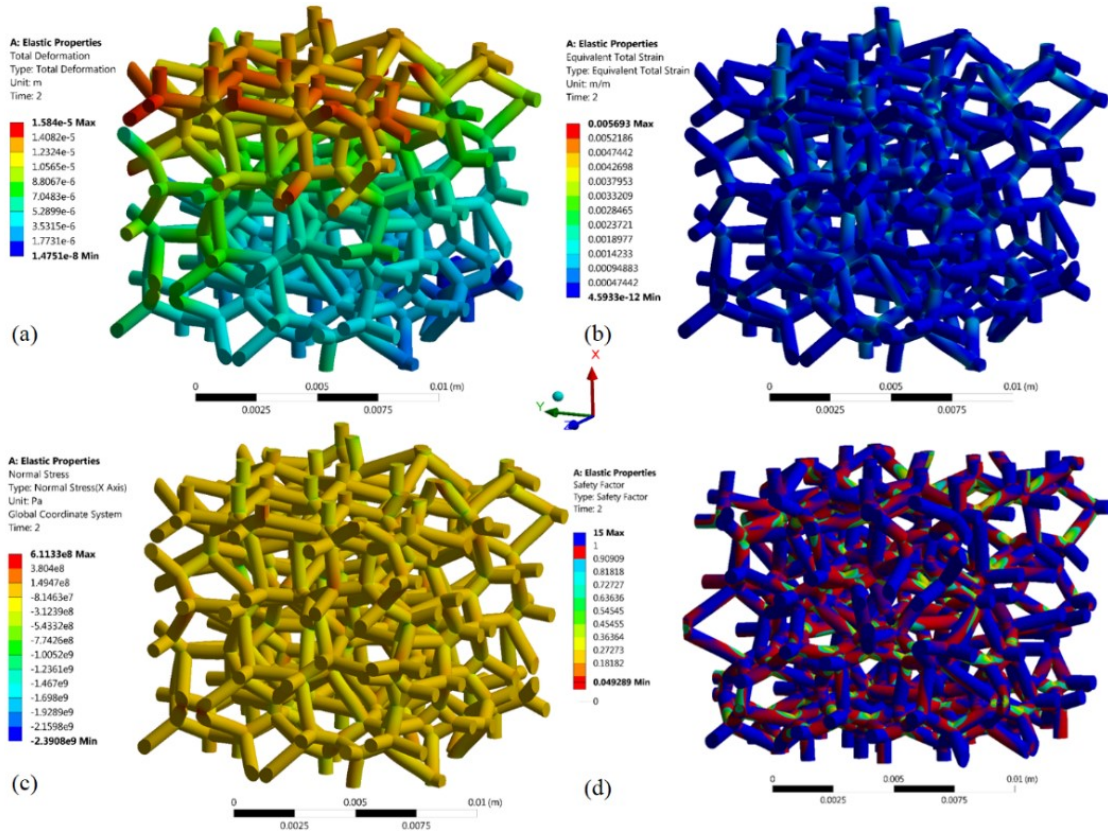 A: Elastic Properties
Total Deformation
Type: Total Deformation
Unit: m
Time: 2
1.584e-5 Max
1.4082e-5
1.2324e-5
1.0565e-5
8.8067e-6
7.0483e-6
5.2899e-6
3.5315e-6
1.7731e-6
1.4751e-8 Min
(a)
0 0.005 0.01 (m)
0.0025 0.0075
A: Elastic Properties
Equivalent Total Strain
Type: Equivalent Total Strain
Unit: m/m
Time: 2
0.005693 Max
0.0052186
0.0047442
0.0042698
0.0037953
0.0033209
0.0028465
0.0023721
0.0018977
0.0014233
0.00094883
0.00047442
4.5933e-12 Min
(b)
0 0.005 0.01 (m)
0.0025 0.0075
X
Y
Z
A: Elastic Properties
Normal Stress
Type: Normal Stress(X Axis)
Unit: Pa
Global Coordinate System
Time: 2
6.1133e8 Max
3.804e8
1.4947e8
-8.1463e7
-3.1239e8
-5.4332e8
-7.7426e8
-1.0052e9
-1.2361e9
-1.467e9
-1.698e9
-1.9289e9
-2.1598e9
-2.3908e9 Min
(c)
0 0.005 0.01 (m)
0.0025 0.0075
A: Elastic Properties
Safety Factor
Type: Safety Factor
Time: 2
15 Max
1
0.90909
0.81818
0.72727
0.63636
0.54545
0.45455
0.36364
0.27273
0.18182
0.049289 Min
0
(d)
0 0.005 0.01 (m)
0.0025 0.0075